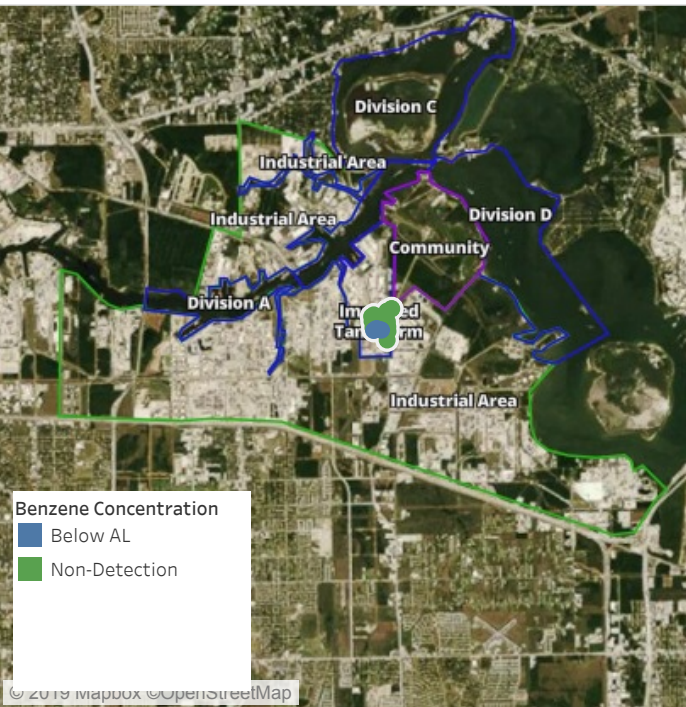 Division C
Industrial Area
Division D
Industrial Area
Community
Division A
Industrial Area
Benzene Concentration
Below AL
Non-Detection
© 2019 Mapbox ©OpenStreetMap